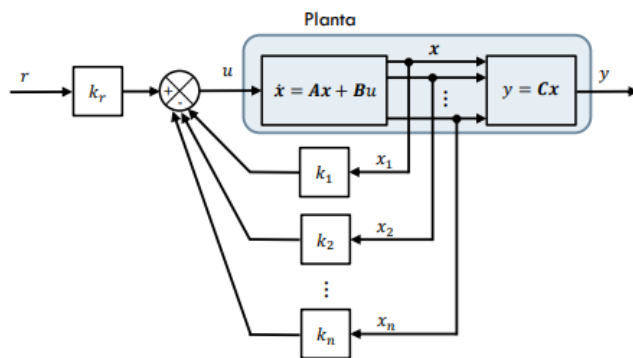 Planta
r
k_r
+
-
u
ẋ = Ax + Bu
x
⋮
y = Cx
y
k_1
x_1
k_2
x_2
⋮
k_n
x_n